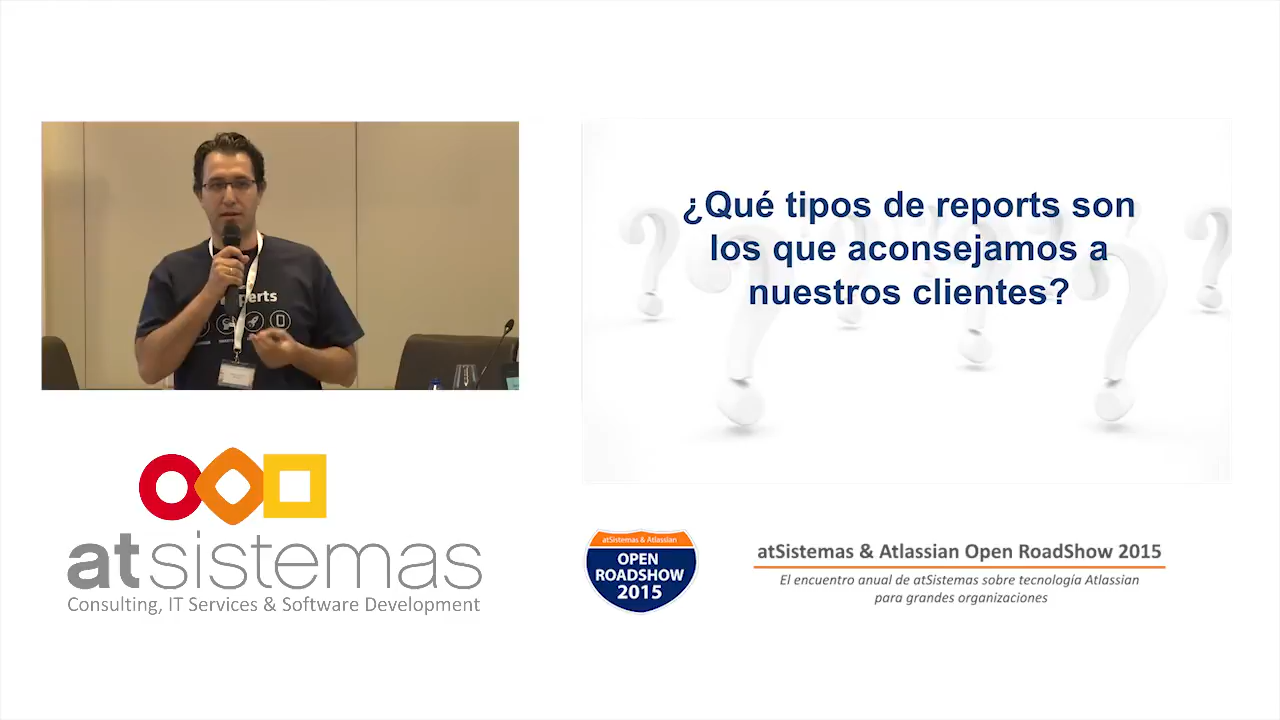 perts
¿Qué tipos de reports son
los que aconsejamos a
nuestros clientes?
atsistemas
Consulting, IT Services & Software Development
atSistemas & Atlassian
OPEN
ROADSHOW
2015
atSistemas & Atlassian Open RoadShow 2015
El encuentro anual de atSistemas sobre tecnología Atlassian
para grandes organizaciones